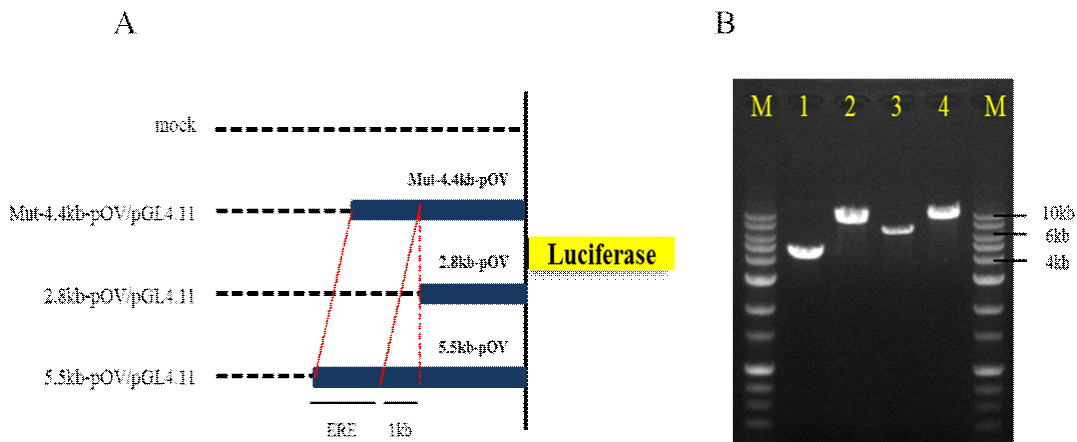 A
mock
Mut-4.4kb-pOV
Mut-4.4kb-pOV/pGL4.11
Luciferase
2.8kb-pOV
2.8kb-pOV/pGL4.11
5.5kb-pOV
5.5kb-pOV/pGL4.11
ERE 1kb
B
M 1 2 3 4 M
10kb
6kb
4kb